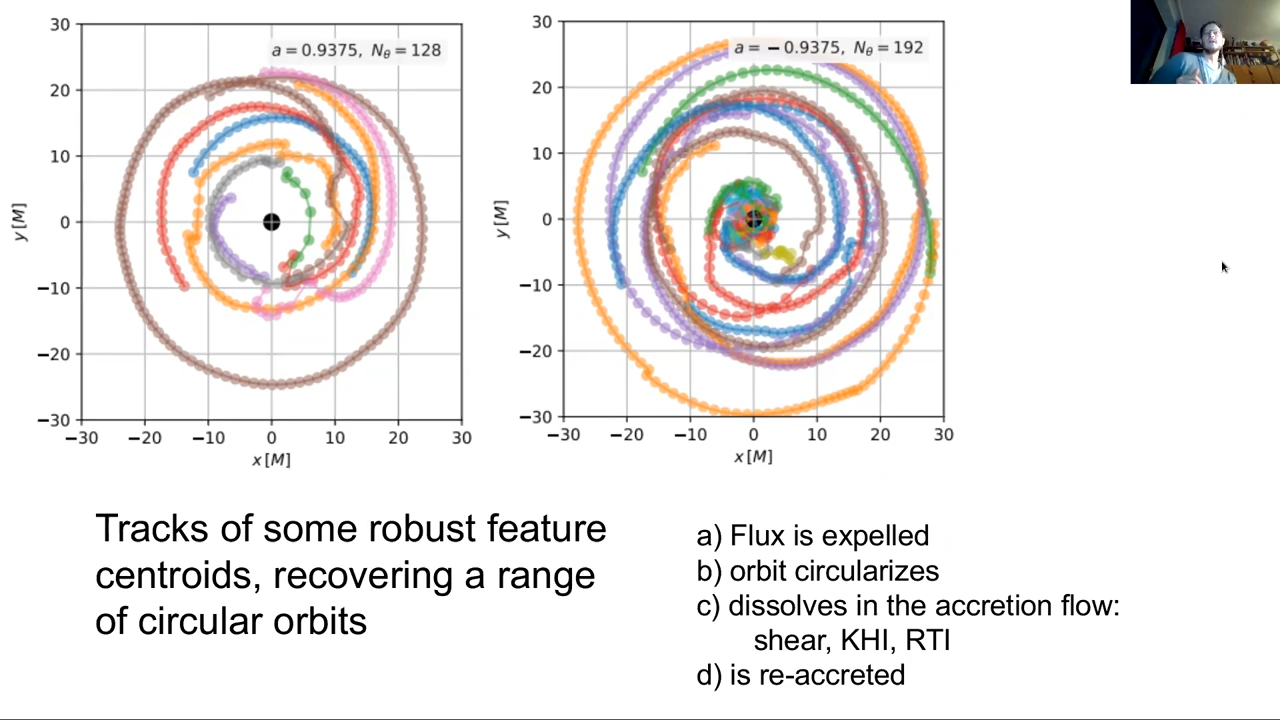 a = 0.9375, N_θ = 128
30
20
10
0
−10
−20
−30
−30 −20 −10 0 10 20 30
y [M]
x [M]
a = −0.9375, N_θ = 192
30
20
10
0
−10
−20
−30
−30 −20 −10 0 10 20 30
y [M]
x [M]
Tracks of some robust feature
centroids, recovering a range
of circular orbits
a) Flux is expelled
b) orbit circularizes
c) dissolves in the accretion flow:
shear, KHI, RTI
d) is re-accreted